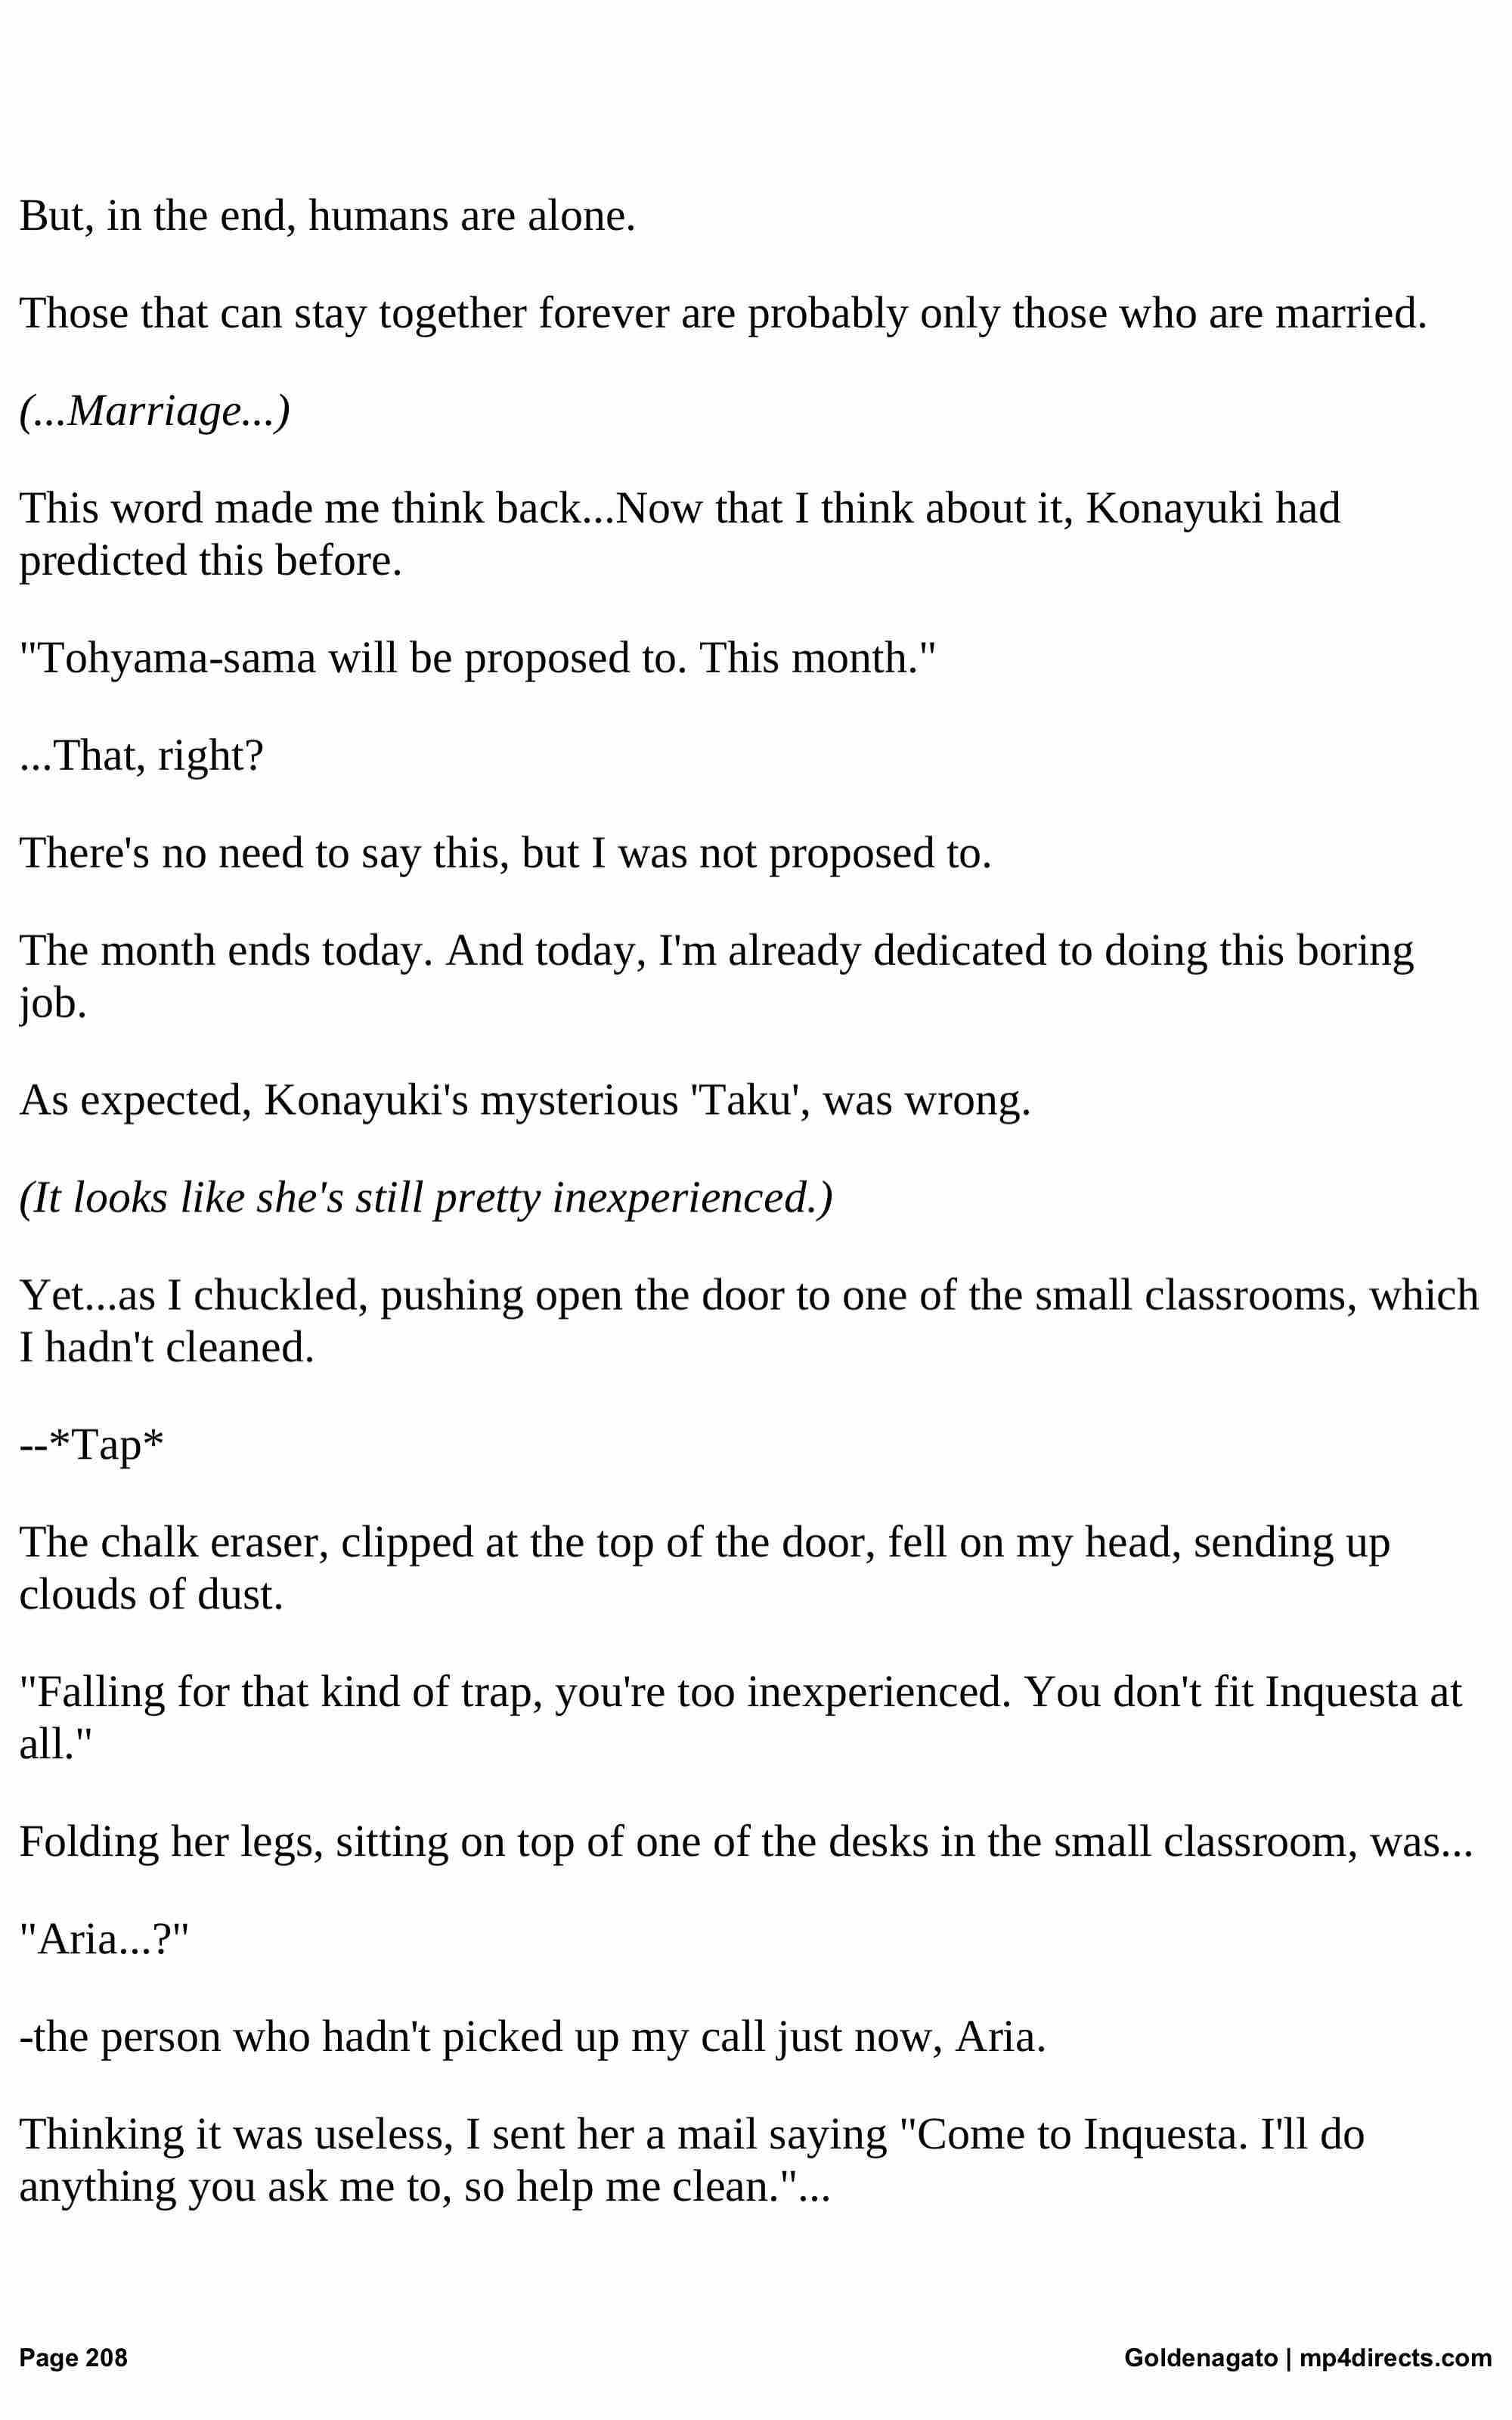 But, in the end, humans are alone.
Those that can stay together forever are probably only those who are married.
(...Marriage...)
This word made me think back...Now that I think about it, Konayuki had
predicted this before.
"Tohyama-sama will be proposed to. This month."
...That, right?
There's no need to say this, but I was not proposed to.
The month ends today. And today, I'm already dedicated to doing this boring
job.
As expected, Konayuki's mysterious 'Taku', was wrong.
(It looks like she's still pretty inexperienced.)
Yet...as I chuckled, pushing open the door to one of the small classrooms, which
I hadn't cleaned.
--*Tap*
The chalk eraser, clipped at the top of the door, fell on my head, sending up
clouds of dust.
"Falling for that kind of trap, you're too inexperienced. You don't fit Inquesta at
all."
Folding her legs, sitting on top of one of the desks in the small classroom, was...
"Aria...?"
-the person who hadn't picked up my call just now, Aria.
Thinking it was useless, I sent her a mail saying "Come to Inquesta. I'll do
anything you ask me to, so help me clean."...
Page 208
Goldenagato | mp4directs.com